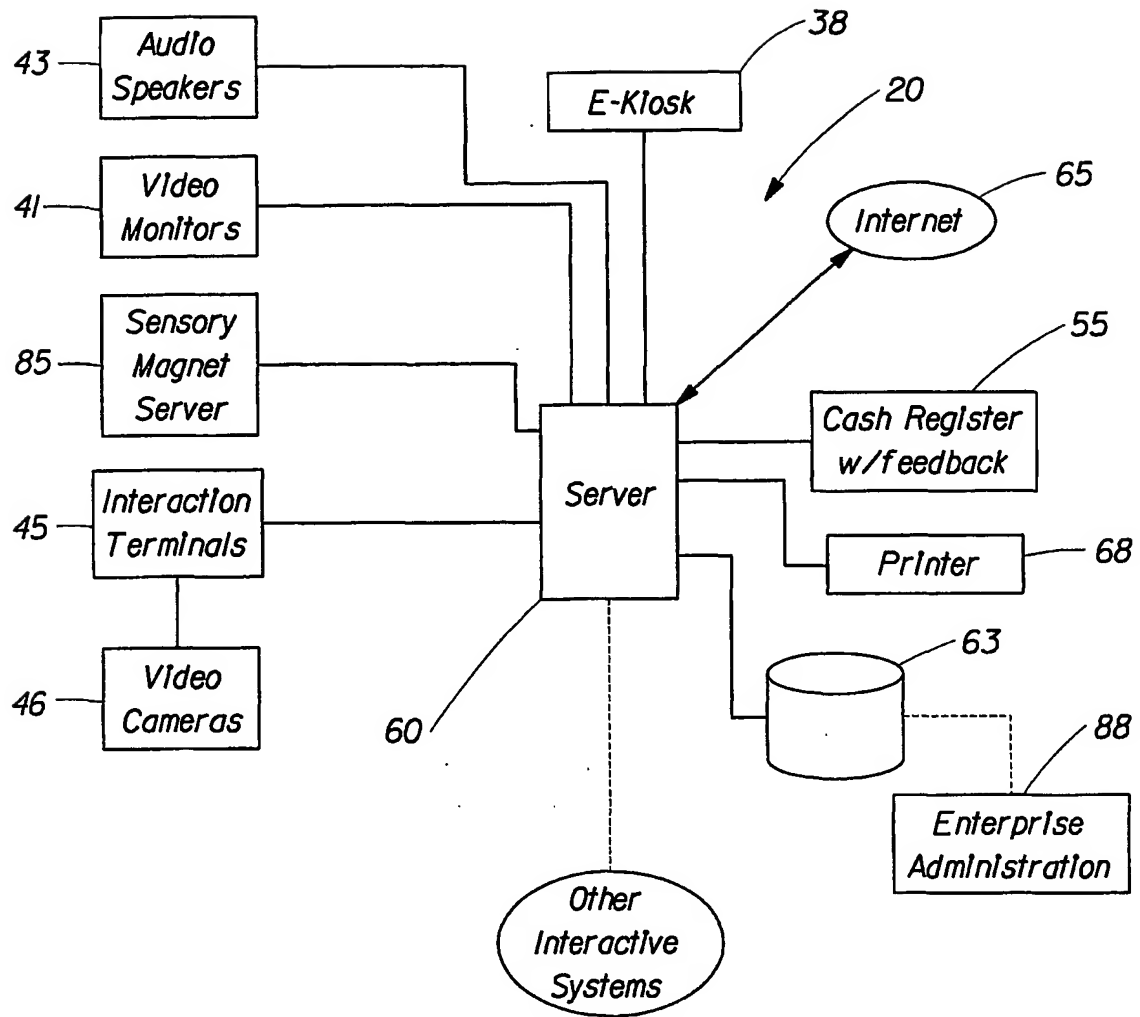 43
Audio
Speakers
38
E-Kiosk
20
65
Internet
41
Video
Monitors
85
Sensory
Magnet
Server
55
Cash Register
w/feedback
45
Interaction
Terminals
Server
Printer
68
46
Video
Cameras
60
63
88
Enterprise
Administration
Other
Interactive
Systems